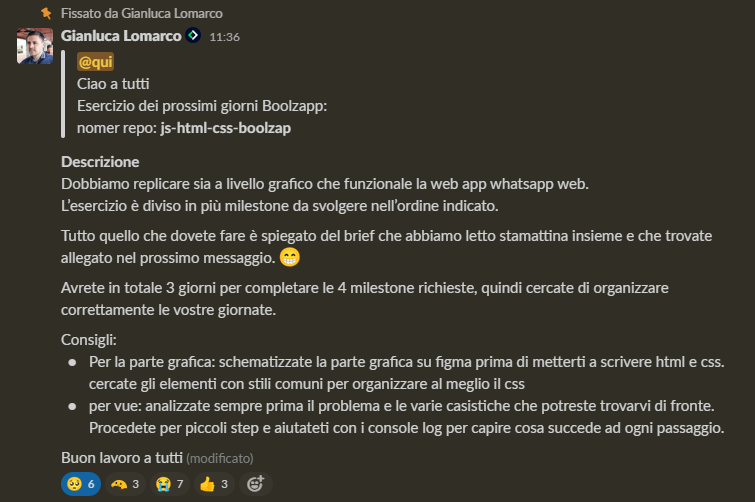 Fissato da Gianluca Lomarco
Gianluca Lomarco 11:36
@qui
Ciao a tutti
Esercizio dei prossimi giorni Boolzapp:
nomer repo: js-html-css-boolzap
Descrizione
Dobbiamo replicare sia a livello grafico che funzionale la web app whatsapp web.
L’esercizio è diviso in più milestone da svolgere nell’ordine indicato.
Tutto quello che dovete fare è spiegato del brief che abbiamo letto stamattina insieme e che trovate
allegato nel prossimo messaggio. 😁
Avrete in totale 3 giorni per completare le 4 milestone richieste, quindi cercate di organizzare
correttamente le vostre giornate.
Consigli:
• Per la parte grafica: schematizzate la parte grafica su figma prima di metterti a scrivere html e css.
cercate gli elementi con stili comuni per organizzare al meglio il css
• per vue: analizzate sempre prima il problema e le varie casistiche che potreste trovarvi di fronte.
Procedete per piccoli step e aiutateti con i console log per capire cosa succede ad ogni passaggio.
Buon lavoro a tutti (modificato)
6 3 7 3